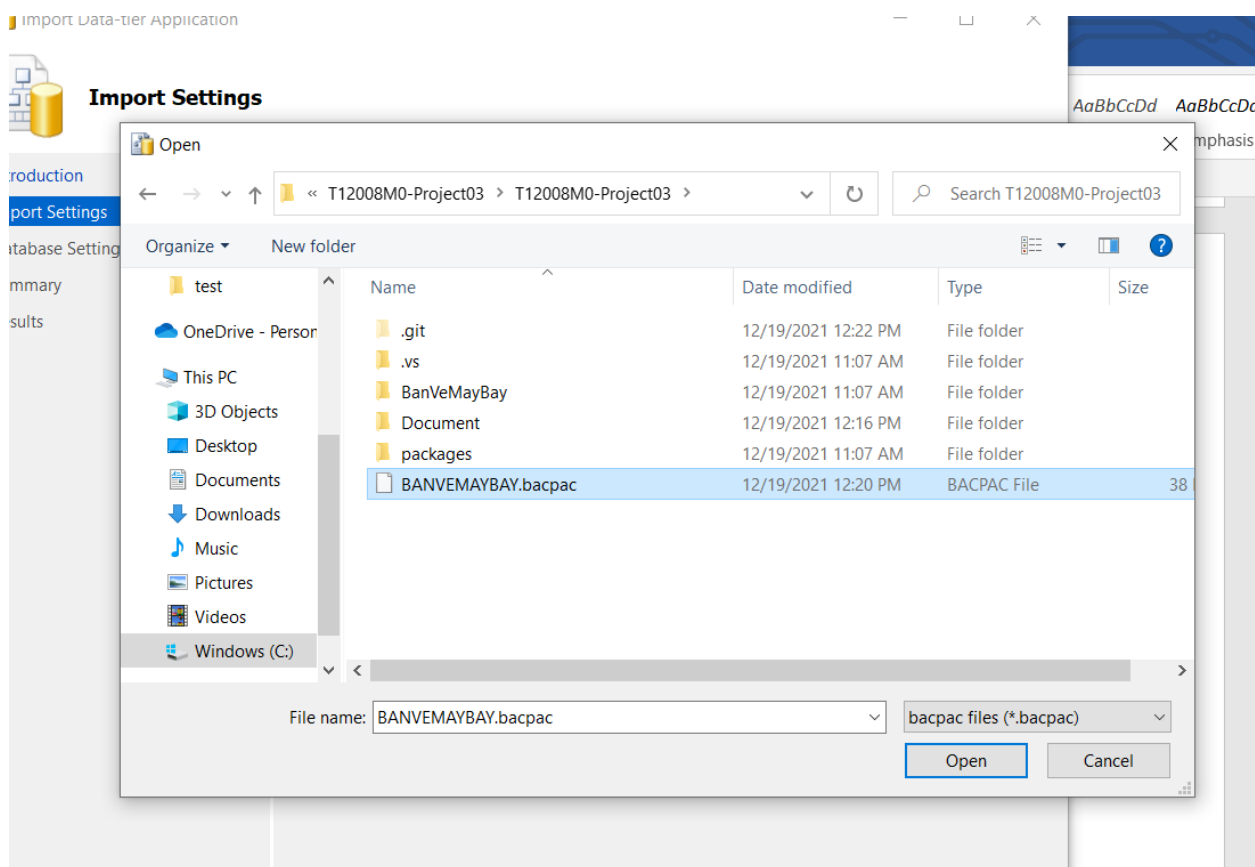 Import Data-tier Application
Import Settings
AaBbCcDd AaBbCcDd
mphasis
Open
roduction
port Settings
atabase Setting
mmary
sults
« T12008M0-Project03 > T12008M0-Project03 >
Search T12008M0-Project03
Organize New folder
?
test
OneDrive - Person
This PC
3D Objects
Desktop
Documents
Downloads
Music
Pictures
Videos
Windows (C:)
Name Date modified Type Size
.git 12/19/2021 12:22 PM File folder
.vs 12/19/2021 11:07 AM File folder
BanVeMayBay 12/19/2021 11:07 AM File folder
Document 12/19/2021 12:16 PM File folder
packages 12/19/2021 11:07 AM File folder
BANVEMAYBAY.bacpac 12/19/2021 12:20 PM BACPAC File 38
File name: BANVEMAYBAY.bacpac bacpac files (*.bacpac)
Open Cancel